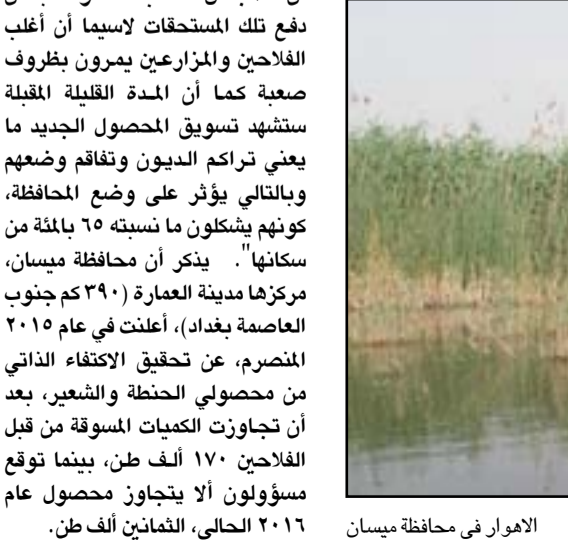 دفع تلك المستحقات لاسيما أن أغلب
الفلاحين والمزارعين يمرون بظروف
صعبة كما أن المدة القليلة المقبلة
ستشهد تسويق المحصول الجديد ما
يعني تراكم الديون وتفاقم وضعهم
وبالتالي يؤثر على وضع المحافظة،
كونهم يشكلون ما نسبته ٦٥ بالمئة من
سكانها". يذكر أن محافظة ميسان،
مركزها مدينة العمارة (٣٩٠ كم جنوب
العاصمة بغداد)، أعلنت في عام ٢٠١٥
المنصرم، عن تحقيق الاكتفاء الذاتي
من محصولي الحنطة والشعير، بعد
أن تجاوزت الكميات المسوقة من قبل
الفلاحين ١٧٠ ألف طن، بينما توقع
مسؤولون ألا يتجاوز محصول عام
٢٠١٦ الحالي، الثمانين ألف طن.
الاهوار في محافظة ميسان